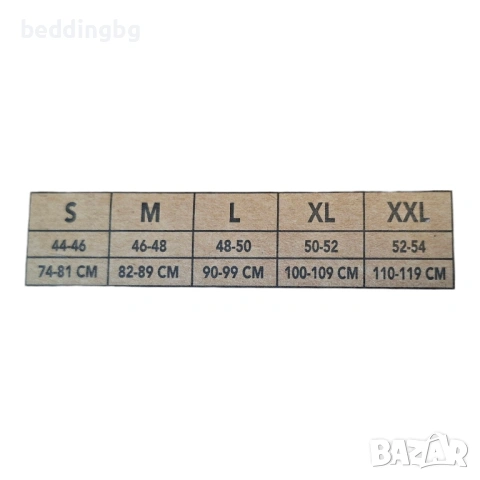 beddingbg
S M L XL XXL
44-46 46-48 48-50 50-52 52-54
74-81 CM 82-89 CM 90-99 CM 100-109 CM 110-119 CM
BAZAR